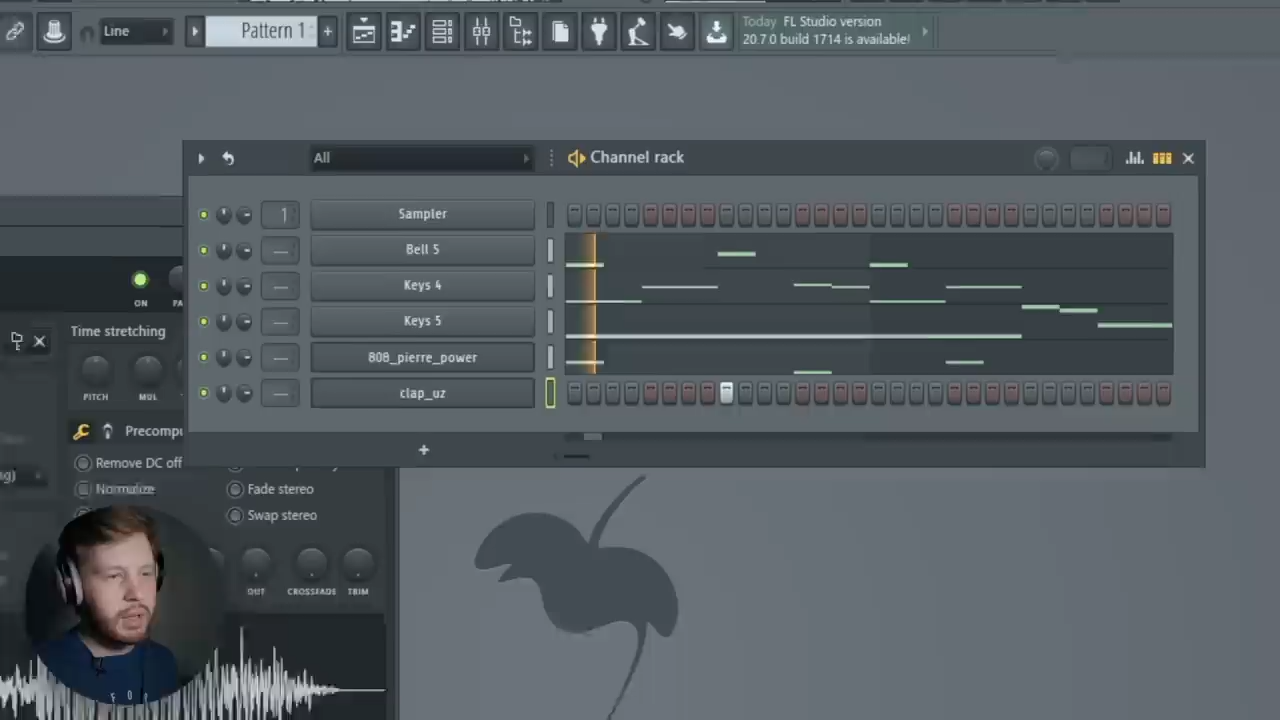 Line
Pattern 1
+
Today FL Studio version
20.7.0 build 1714 is available!
All
Channel rack
1
Sampler
Bell 5
Keys 4
Keys 5
808_pierre_power
clap_uz
+
ON
Time stretching
PITCH
MUL
Remove DC off
Normalize
Fade stereo
Swap stereo
OUT
CROSSFADE
TRIM